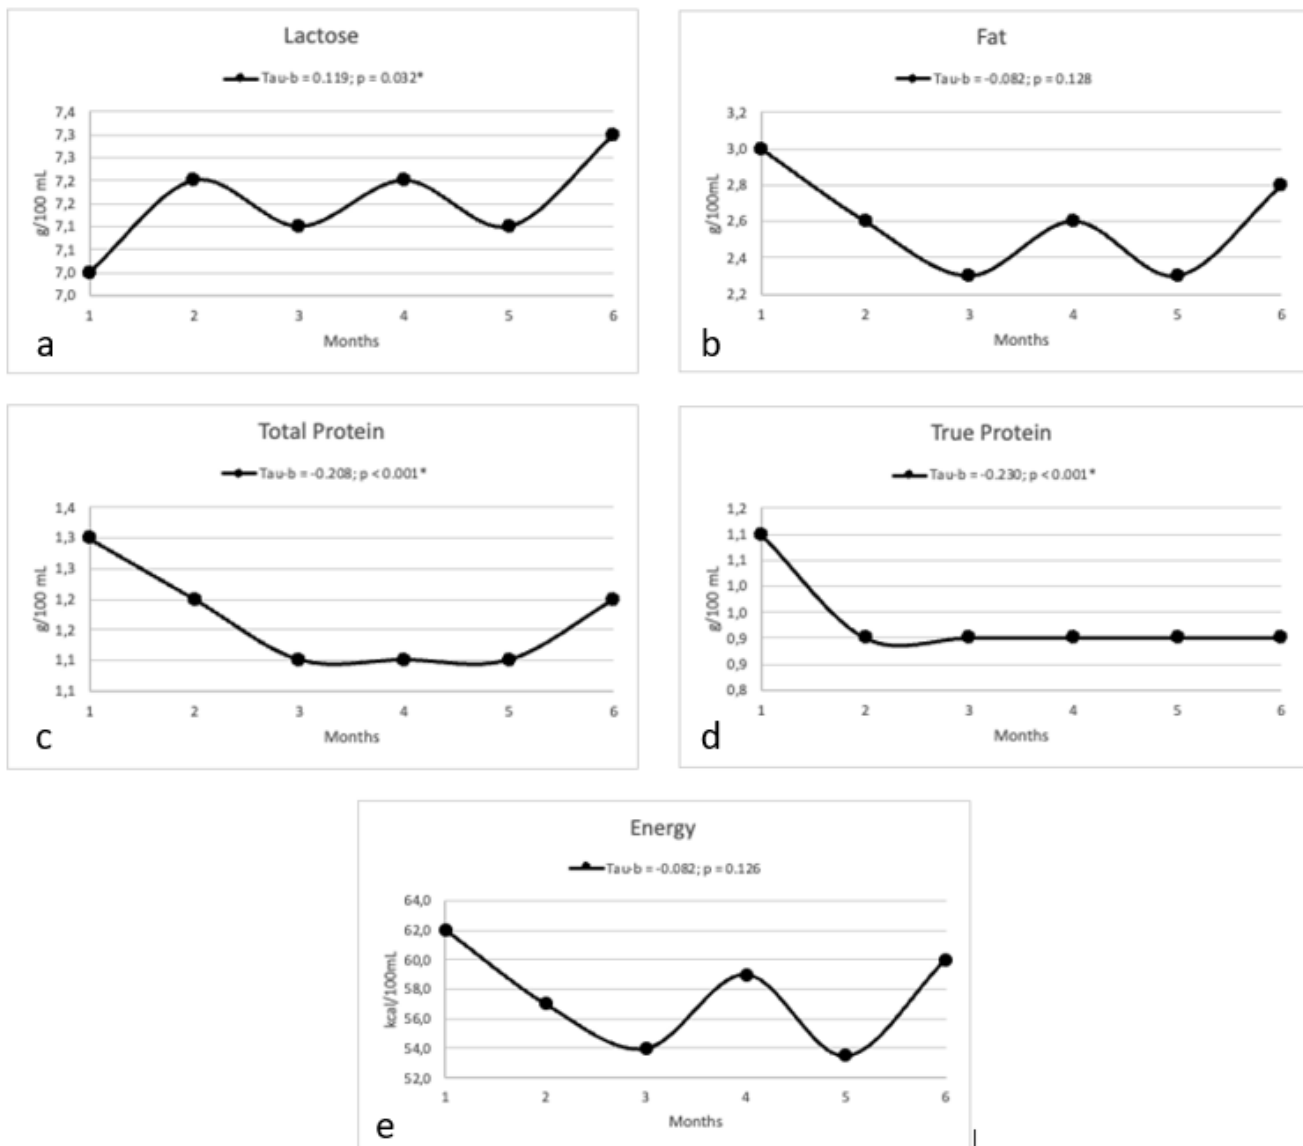 Lactose
Tau-b = 0.119; p = 0.032*
g/100 mL
7,4
7,3
7,3
7,2
7,2
7,1
7,1
7,0
7,0
1 2 3 4 5 6
Months
a
Fat
Tau-b = -0.082; p = 0.128
g/100mL
3,2
3,0
2,8
2,6
2,4
2,2
1 2 3 4 5 6
Months
b
Total Protein
Tau-b = -0.208; p < 0.001*
g/100 mL
1,4
1,3
1,3
1,2
1,2
1,1
1,1
1 2 3 4 5 6
Months
c
True Protein
Tau-b = -0.230; p < 0.001*
g/100 mL
1,2
1,1
1,1
1,0
1,0
0,9
0,9
0,8
1 2 3 4 5 6
Months
d
Energy
Tau-b = -0.082; p = 0.126
kcal/100mL
64,0
62,0
60,0
58,0
56,0
54,0
52,0
1 2 3 4 5 6
Months
e